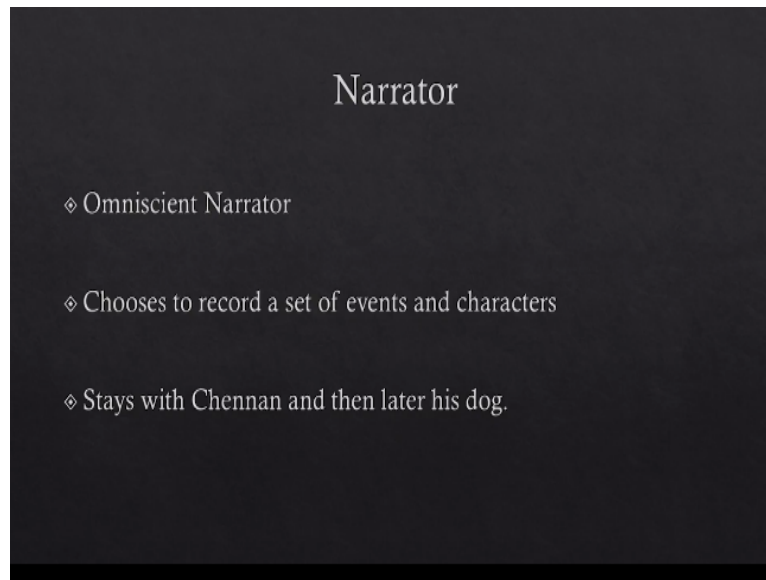 Narrator
Omniscient Narrator
Chooses to record a set of events and characters
Stays with Chennan and then later his dog.